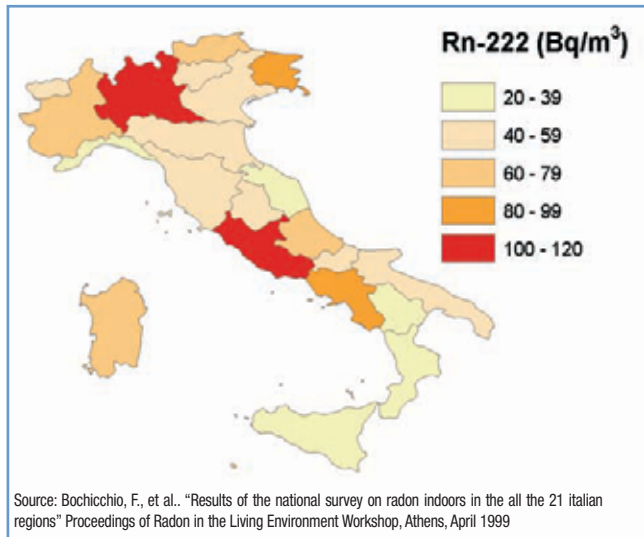 Rn-222 (Bq/m³)
20 - 39
40 - 59
60 - 79
80 - 99
100 - 120
Source: Bochicchio, F., et al.. “Results of the national survey on radon indoors in the all the 21 italian
regions” Proceedings of Radon in the Living Environment Workshop, Athens, April 1999